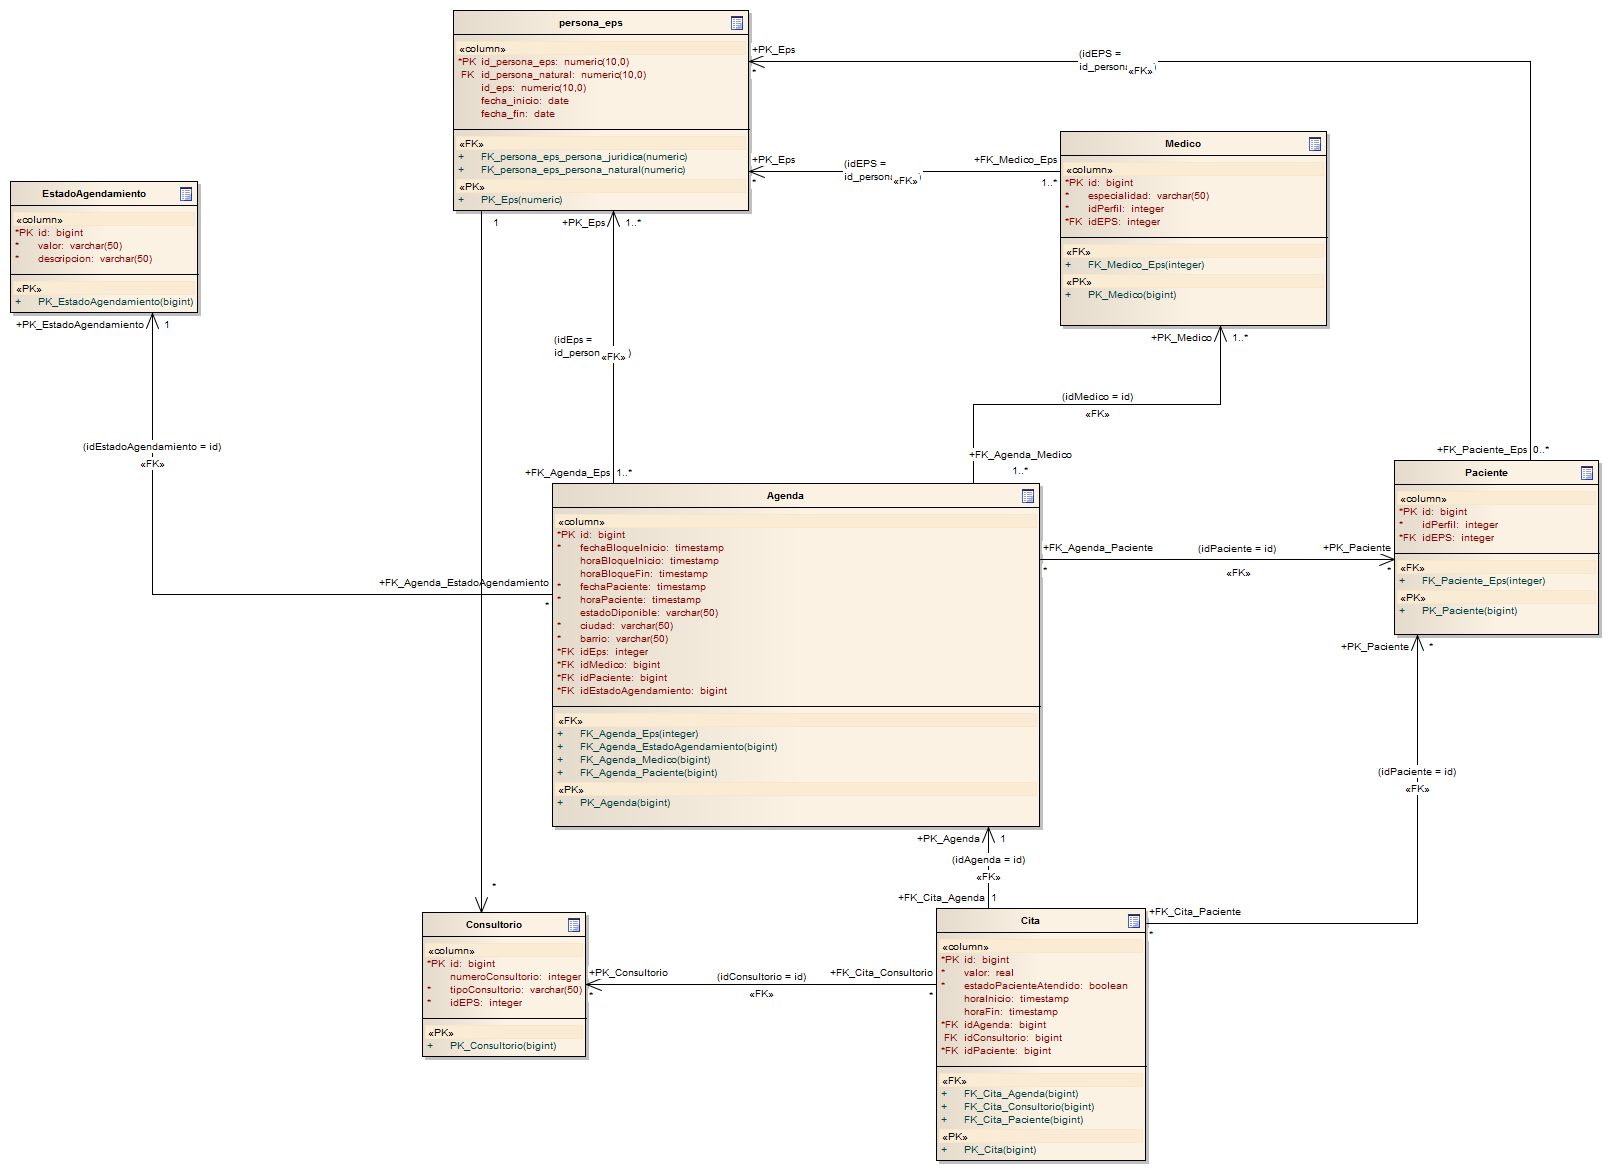 persona_eps
«column»
*PK id_persona_eps: numeric(10,0)
FK id_persona_natural: numeric(10,0)
id_eps: numeric(10,0)
fecha_inicio: date
fecha_fin: date
«FK»
+ FK_persona_eps_persona_juridica(numeric)
+ FK_persona_eps_persona_natural(numeric)
«PK»
+ PK_Eps(numeric)
+PK_Eps
*
(idEPS =
id_person
«FK»
)
+PK_Eps
*
(idEPS =
id_person
«FK»
)
+FK_Medico_Eps
1..*
Medico
«column»
*PK id: bigint
* especialidad: varchar(50)
* idPerfil: integer
*FK idEPS: integer
«FK»
+ FK_Medico_Eps(integer)
«PK»
+ PK_Medico(bigint)
EstadoAgendamiento
«column»
*PK id: bigint
* valor: varchar(50)
* descripcion: varchar(50)
«PK»
+ PK_EstadoAgendamiento(bigint)
+PK_EstadoAgendamiento
1
1
+PK_Eps
1..*
(idEps =
id_person
«FK»
)
+PK_Medico
1..*
(idMedico = id)
«FK»
(idEstadoAgendamiento = id)
«FK»
+FK_Agenda_Eps
1..*
+FK_Agenda_Medico
1..*
+FK_Paciente_Eps
0..*
Paciente
«column»
*PK id: bigint
* idPerfil: integer
*FK idEPS: integer
«FK»
+ FK_Paciente_Eps(integer)
«PK»
+ PK_Paciente(bigint)
Agenda
«column»
*PK id: bigint
* fechaBloqueInicio: timestamp
horaBloqueInicio: timestamp
horaBloqueFin: timestamp
* fechaPaciente: timestamp
* horaPaciente: timestamp
estadoDiponible: varchar(50)
* ciudad: varchar(50)
* barrio: varchar(50)
*FK idEps: integer
*FK idMedico: bigint
*FK idPaciente: bigint
*FK idEstadoAgendamiento: bigint
«FK»
+ FK_Agenda_Eps(integer)
+ FK_Agenda_EstadoAgendamiento(bigint)
+ FK_Agenda_Medico(bigint)
+ FK_Agenda_Paciente(bigint)
«PK»
+ PK_Agenda(bigint)
+FK_Agenda_EstadoAgendamiento
*
+FK_Agenda_Paciente
*
(idPaciente = id)
«FK»
+PK_Paciente
*
+PK_Paciente
*
(idPaciente = id)
«FK»
+PK_Agenda
1
(idAgenda = id)
«FK»
+FK_Cita_Agenda
1
*
Consultorio
«column»
*PK id: bigint
numeroConsultorio: integer
* tipoConsultorio: varchar(50)
* idEPS: integer
«PK»
+ PK_Consultorio(bigint)
+PK_Consultorio
*
(idConsultorio = id)
«FK»
+FK_Cita_Consultorio
*
+FK_Cita_Paciente
*
Cita
«column»
*PK id: bigint
* valor: real
* estadoPacienteAtendido: boolean
horaInicio: timestamp
horaFin: timestamp
*FK idAgenda: bigint
FK idConsultorio: bigint
*FK idPaciente: bigint
«FK»
+ FK_Cita_Agenda(bigint)
+ FK_Cita_Consultorio(bigint)
+ FK_Cita_Paciente(bigint)
«PK»
+ PK_Cita(bigint)